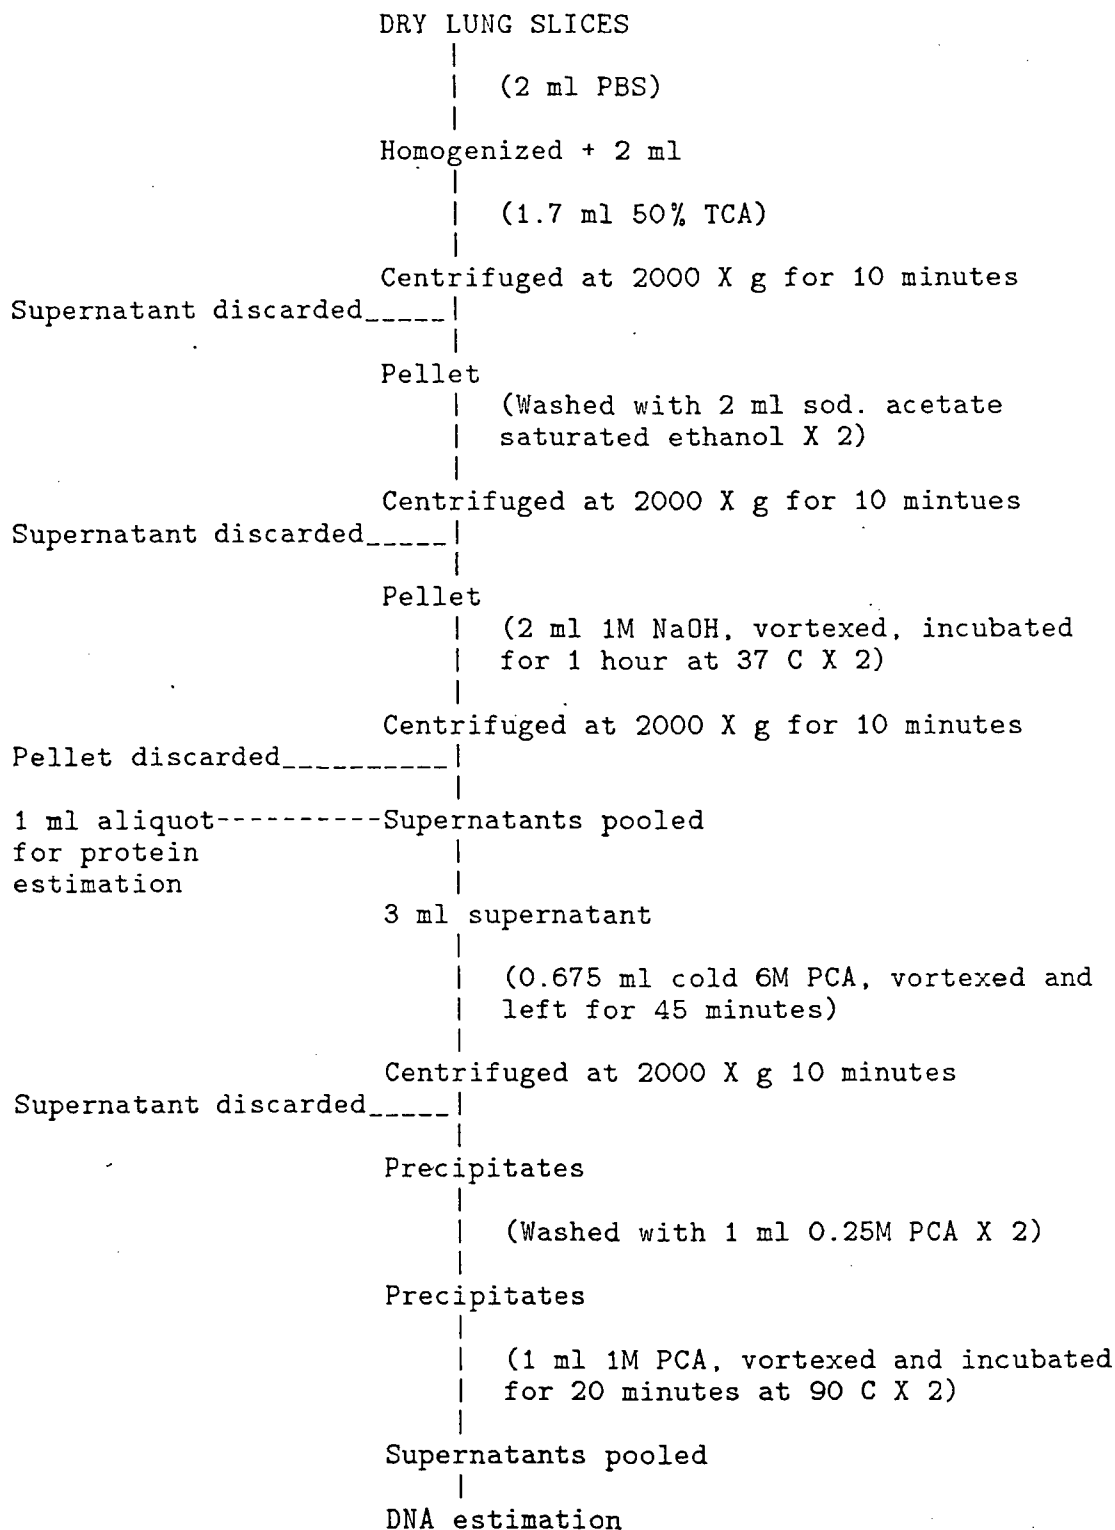 DRY LUNG SLICES
(2 ml PBS)
Homogenized + 2 ml
(1.7 ml 50% TCA)
Centrifuged at 2000 X g for 10 minutes
Supernatant discarded_____
Pellet
(Washed with 2 ml sod. acetate
saturated ethanol X 2)
Centrifuged at 2000 X g for 10 mintues
Supernatant discarded_____
Pellet
(2 ml 1M NaOH, vortexed, incubated
for 1 hour at 37 C X 2)
Centrifuged at 2000 X g for 10 minutes
Pellet discarded__________
1 ml aliquot----------Supernatants pooled
for protein
estimation
3 ml supernatant
(0.675 ml cold 6M PCA, vortexed and
left for 45 minutes)
Centrifuged at 2000 X g 10 minutes
Supernatant discarded_____
Precipitates
(Washed with 1 ml 0.25M PCA X 2)
Precipitates
(1 ml 1M PCA, vortexed and incubated
for 20 minutes at 90 C X 2)
Supernatants pooled
DNA estimation